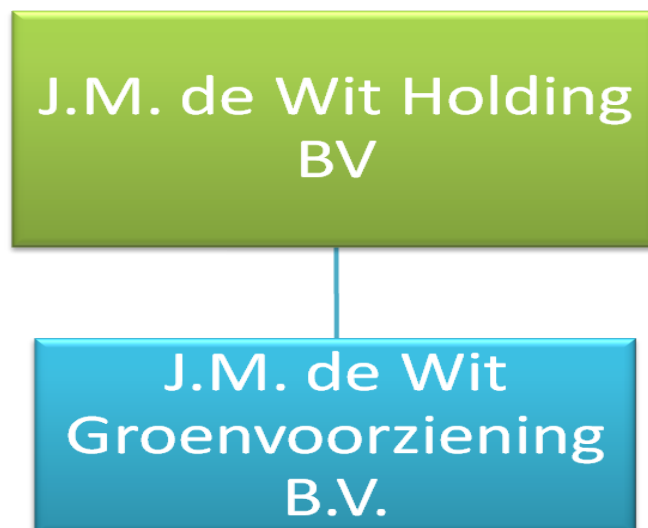 J.M. de Wit Holding
BV
J.M. de Wit
Groenvoorziening
B.V.